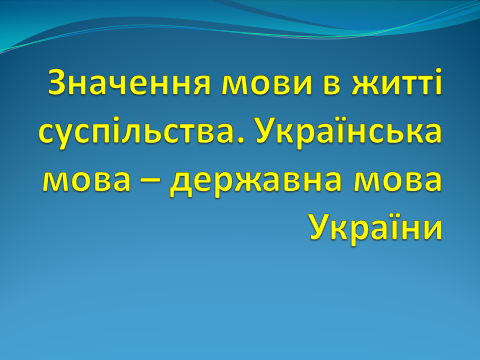 Значення мови в житті
суспільства. Українська
мова – державна мова
України